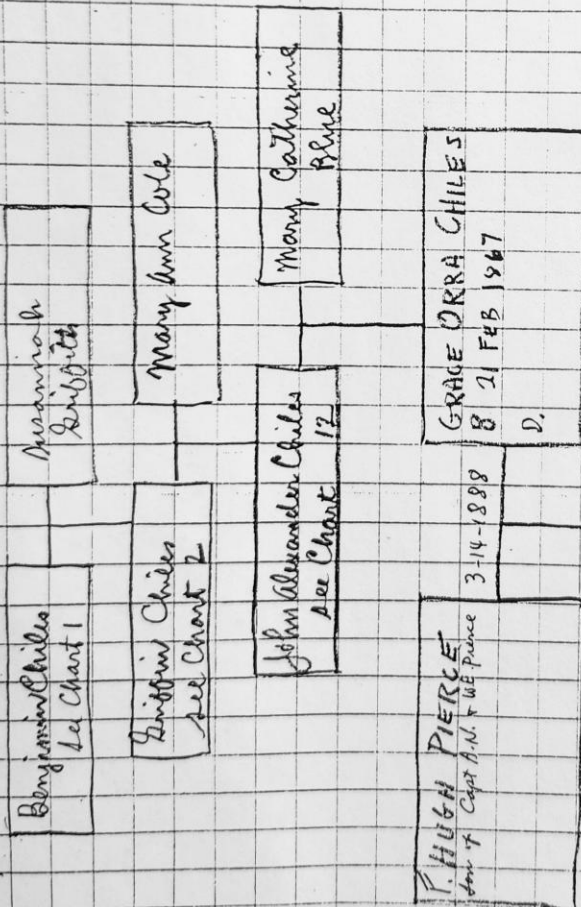 Benjamin Chiles
see Chart 1
Susannah
Griffith
Griffin Chiles
see Chart 2
Mary Ann Cole
John Alexander Chiles
see Chart 12
Mary Catherine
Blue
P. HUGH PIERCE
son of Capt A.N. & W.E. Pierce
3-14-1888
GRACE ORRA CHILES
B 21 FEB 1867
D.